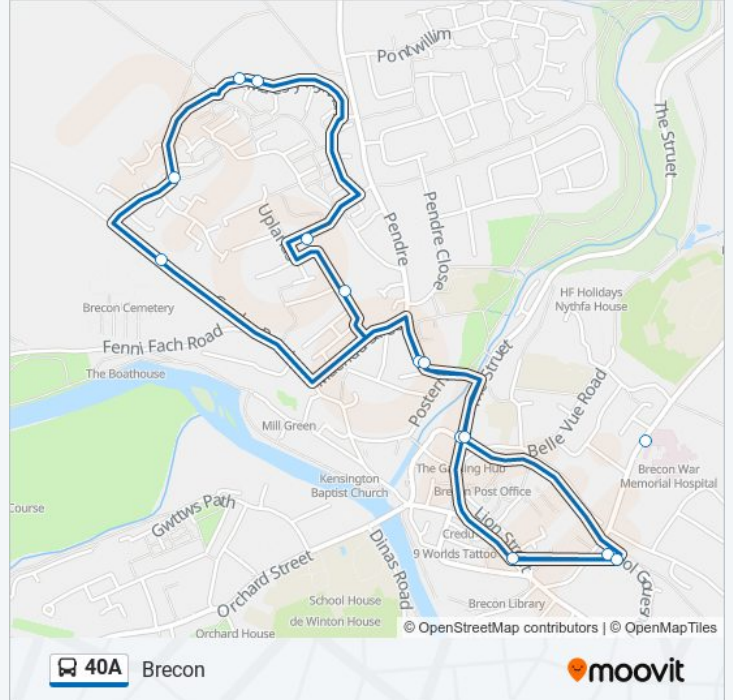 Pontwillim
The Struet
Pendre Close
Pendre
HF Holidays
Nythfa House
Brecon Cemetery
Fenni Fach Road
The Boathouse
Belle Vue Road
Mill Green
Brecon War
Memorial Hospital
Kensington
Baptist Church
Brecon Post Office
Gwttws Path
Lion Street
9 Worlds Tattoo
Dinas Road
Orchard Street
School House
de Winton House
Brecon Library
Orchard House
© OpenStreetMap contributors | © OpenMapTiles
40A Brecon
moovit